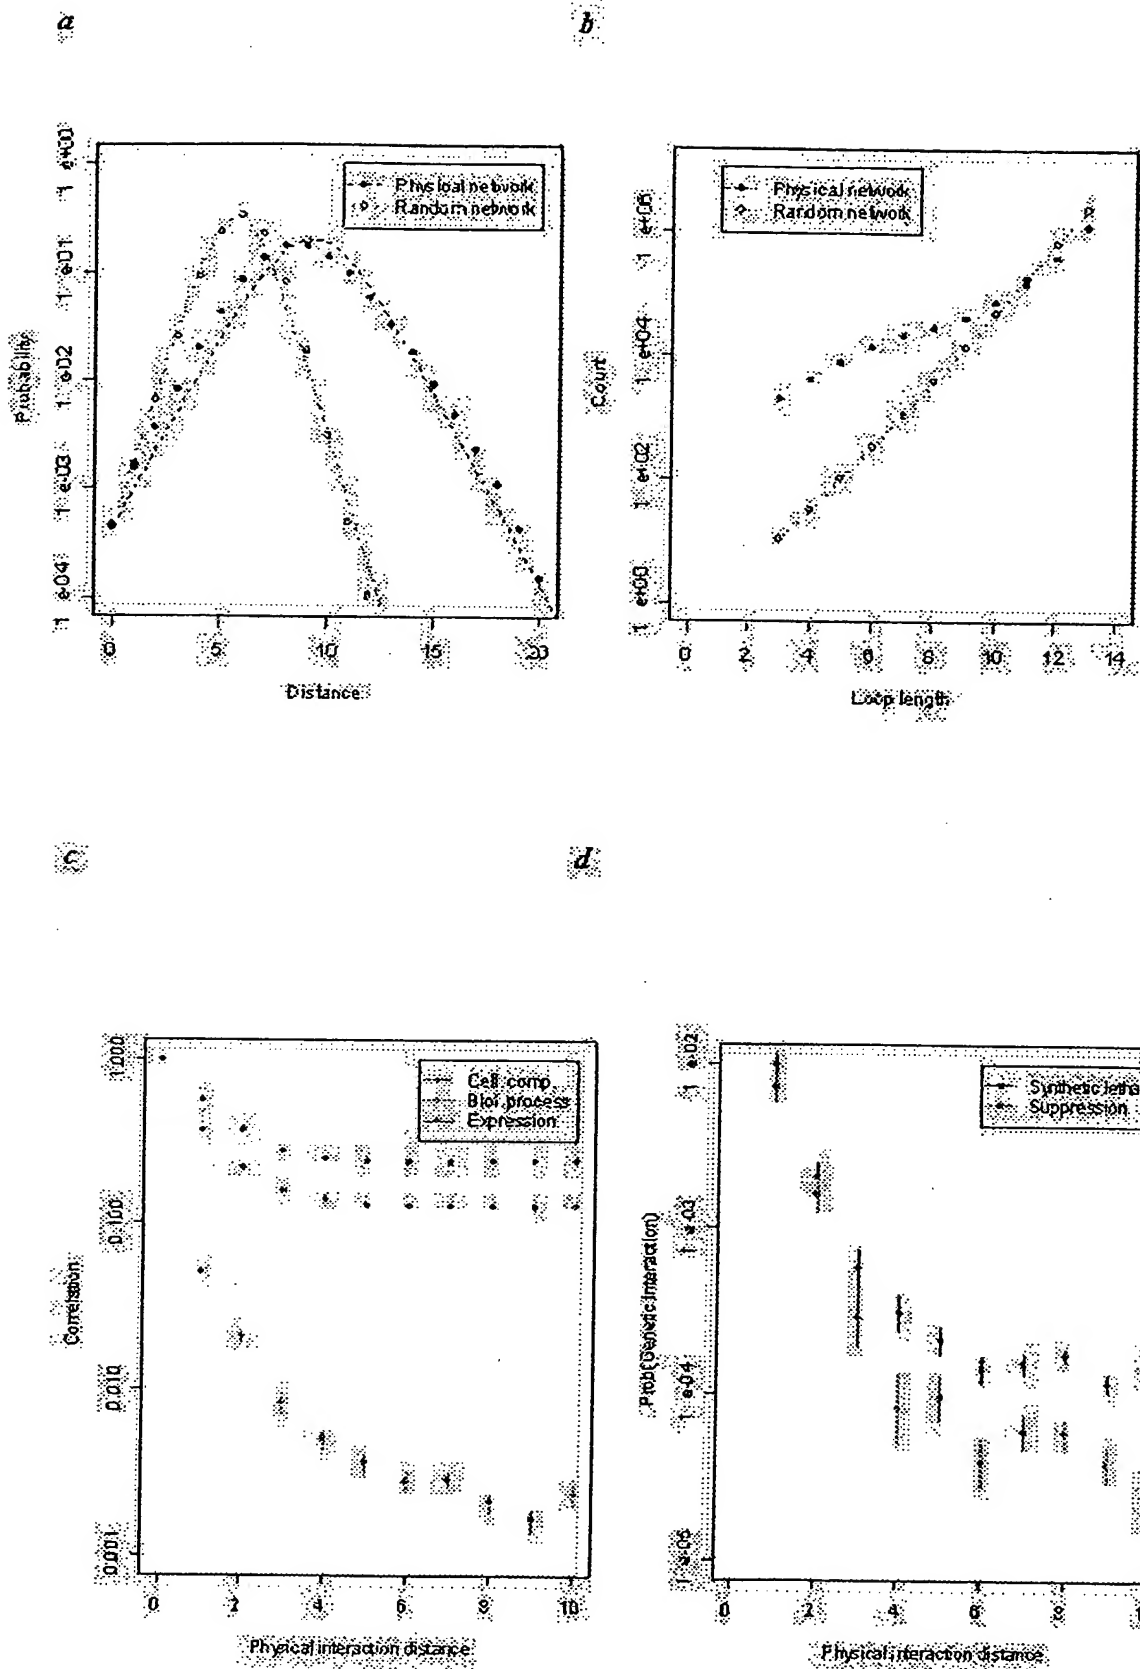 a
b
1 e+00
1 e-01
1 e-02
1 e-03
1 e-04
Probability
Physical network
Random network
0 5 10 15 20
Distance
1 e+04
1 e+02
1 e+00
Count
Physical network
Random network
0 2 4 6 8 10 12 14
Loop length
c
d
1.000
0.100
0.010
0.001
Correlation
Cell comp.
Biol process
Expression
0 2 4 6 8 10
Physical interaction distance
1 e-02
1 e-03
1 e-04
1 e-05
Prob(Genetic interaction)
Synthetic letha
Suppression
0 2 4 6 8
Physical interaction distance